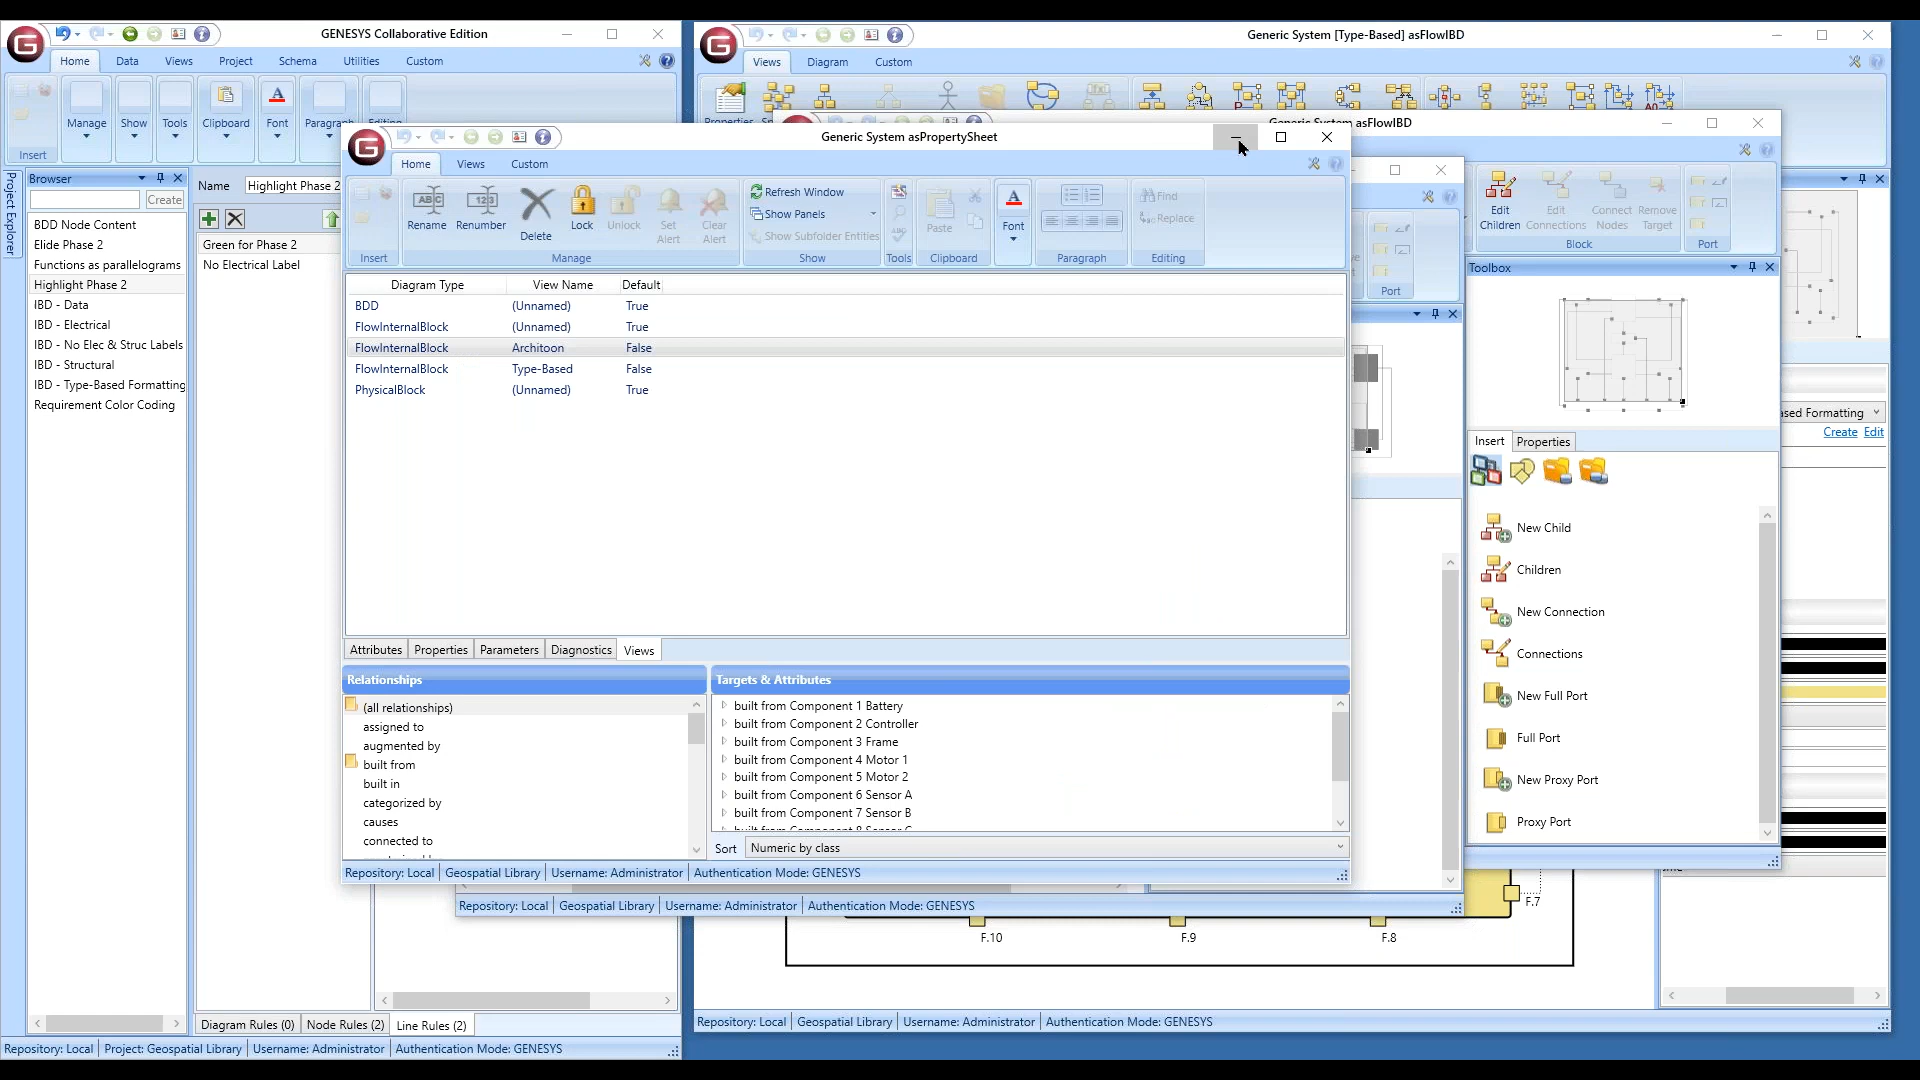 GENESYS Collaborative Edition
Home Data Views Project Schema Utilities Custom
Insert Manage Show Tools Clipboard Font
Project Explorer
Browser
Create
BDD Node Content
Elide Phase 2
Functions as parallelograms
Highlight Phase 2
IBD - Data
IBD - Electrical
IBD - No Elec & Struc Labels
IBD - Structural
IBD - Type-Based Formatting
Requirement Color Coding
Name Highlight Phase 2
Green for Phase 2
No Electrical Label
Diagram Rules (0) Node Rules (2) Line Rules (2)
Repository: Local Project: Geospatial Library Username: Administrator Authentication Mode: GENESYS
Generic System [Type-Based] asFlowIBD
Views Diagram Custom
Generic System asPropertySheet
Home Views Custom
Rename Renumber Delete Lock Unlock Set Alert Clear Alert
Refresh Window
Show Panels
Show Subfolder Entities
Paste Font
Find
Replace
Insert Manage Show Tools Clipboard Paragraph Editing
Diagram Type View Name Default
BDD (Unnamed) True
FlowInternalBlock (Unnamed) True
FlowInternalBlock Architoon False
FlowInternalBlock Type-Based False
PhysicalBlock (Unnamed) True
Attributes Properties Parameters Diagnostics Views
Relationships
(all relationships)
assigned to
augmented by
built from
built in
categorized by
causes
connected to
Targets & Attributes
built from Component 1 Battery
built from Component 2 Controller
built from Component 3 Frame
built from Component 4 Motor 1
built from Component 5 Motor 2
built from Component 6 Sensor A
built from Component 7 Sensor B
Sort Numeric by class
Repository: Local Geospatial Library Username: Administrator Authentication Mode: GENESYS
Repository: Local Geospatial Library Username: Administrator Authentication Mode: GENESYS
Port
Edit Children
Edit Connections
Connect Nodes
Remove Target
Block Port
Toolbox
Insert Properties
New Child
Children
New Connection
Connections
New Full Port
Full Port
New Proxy Port
Proxy Port
Formatting
Create Edit
F.7
F.10 F.9 F.8
Repository: Local Geospatial Library Username: Administrator Authentication Mode: GENESYS